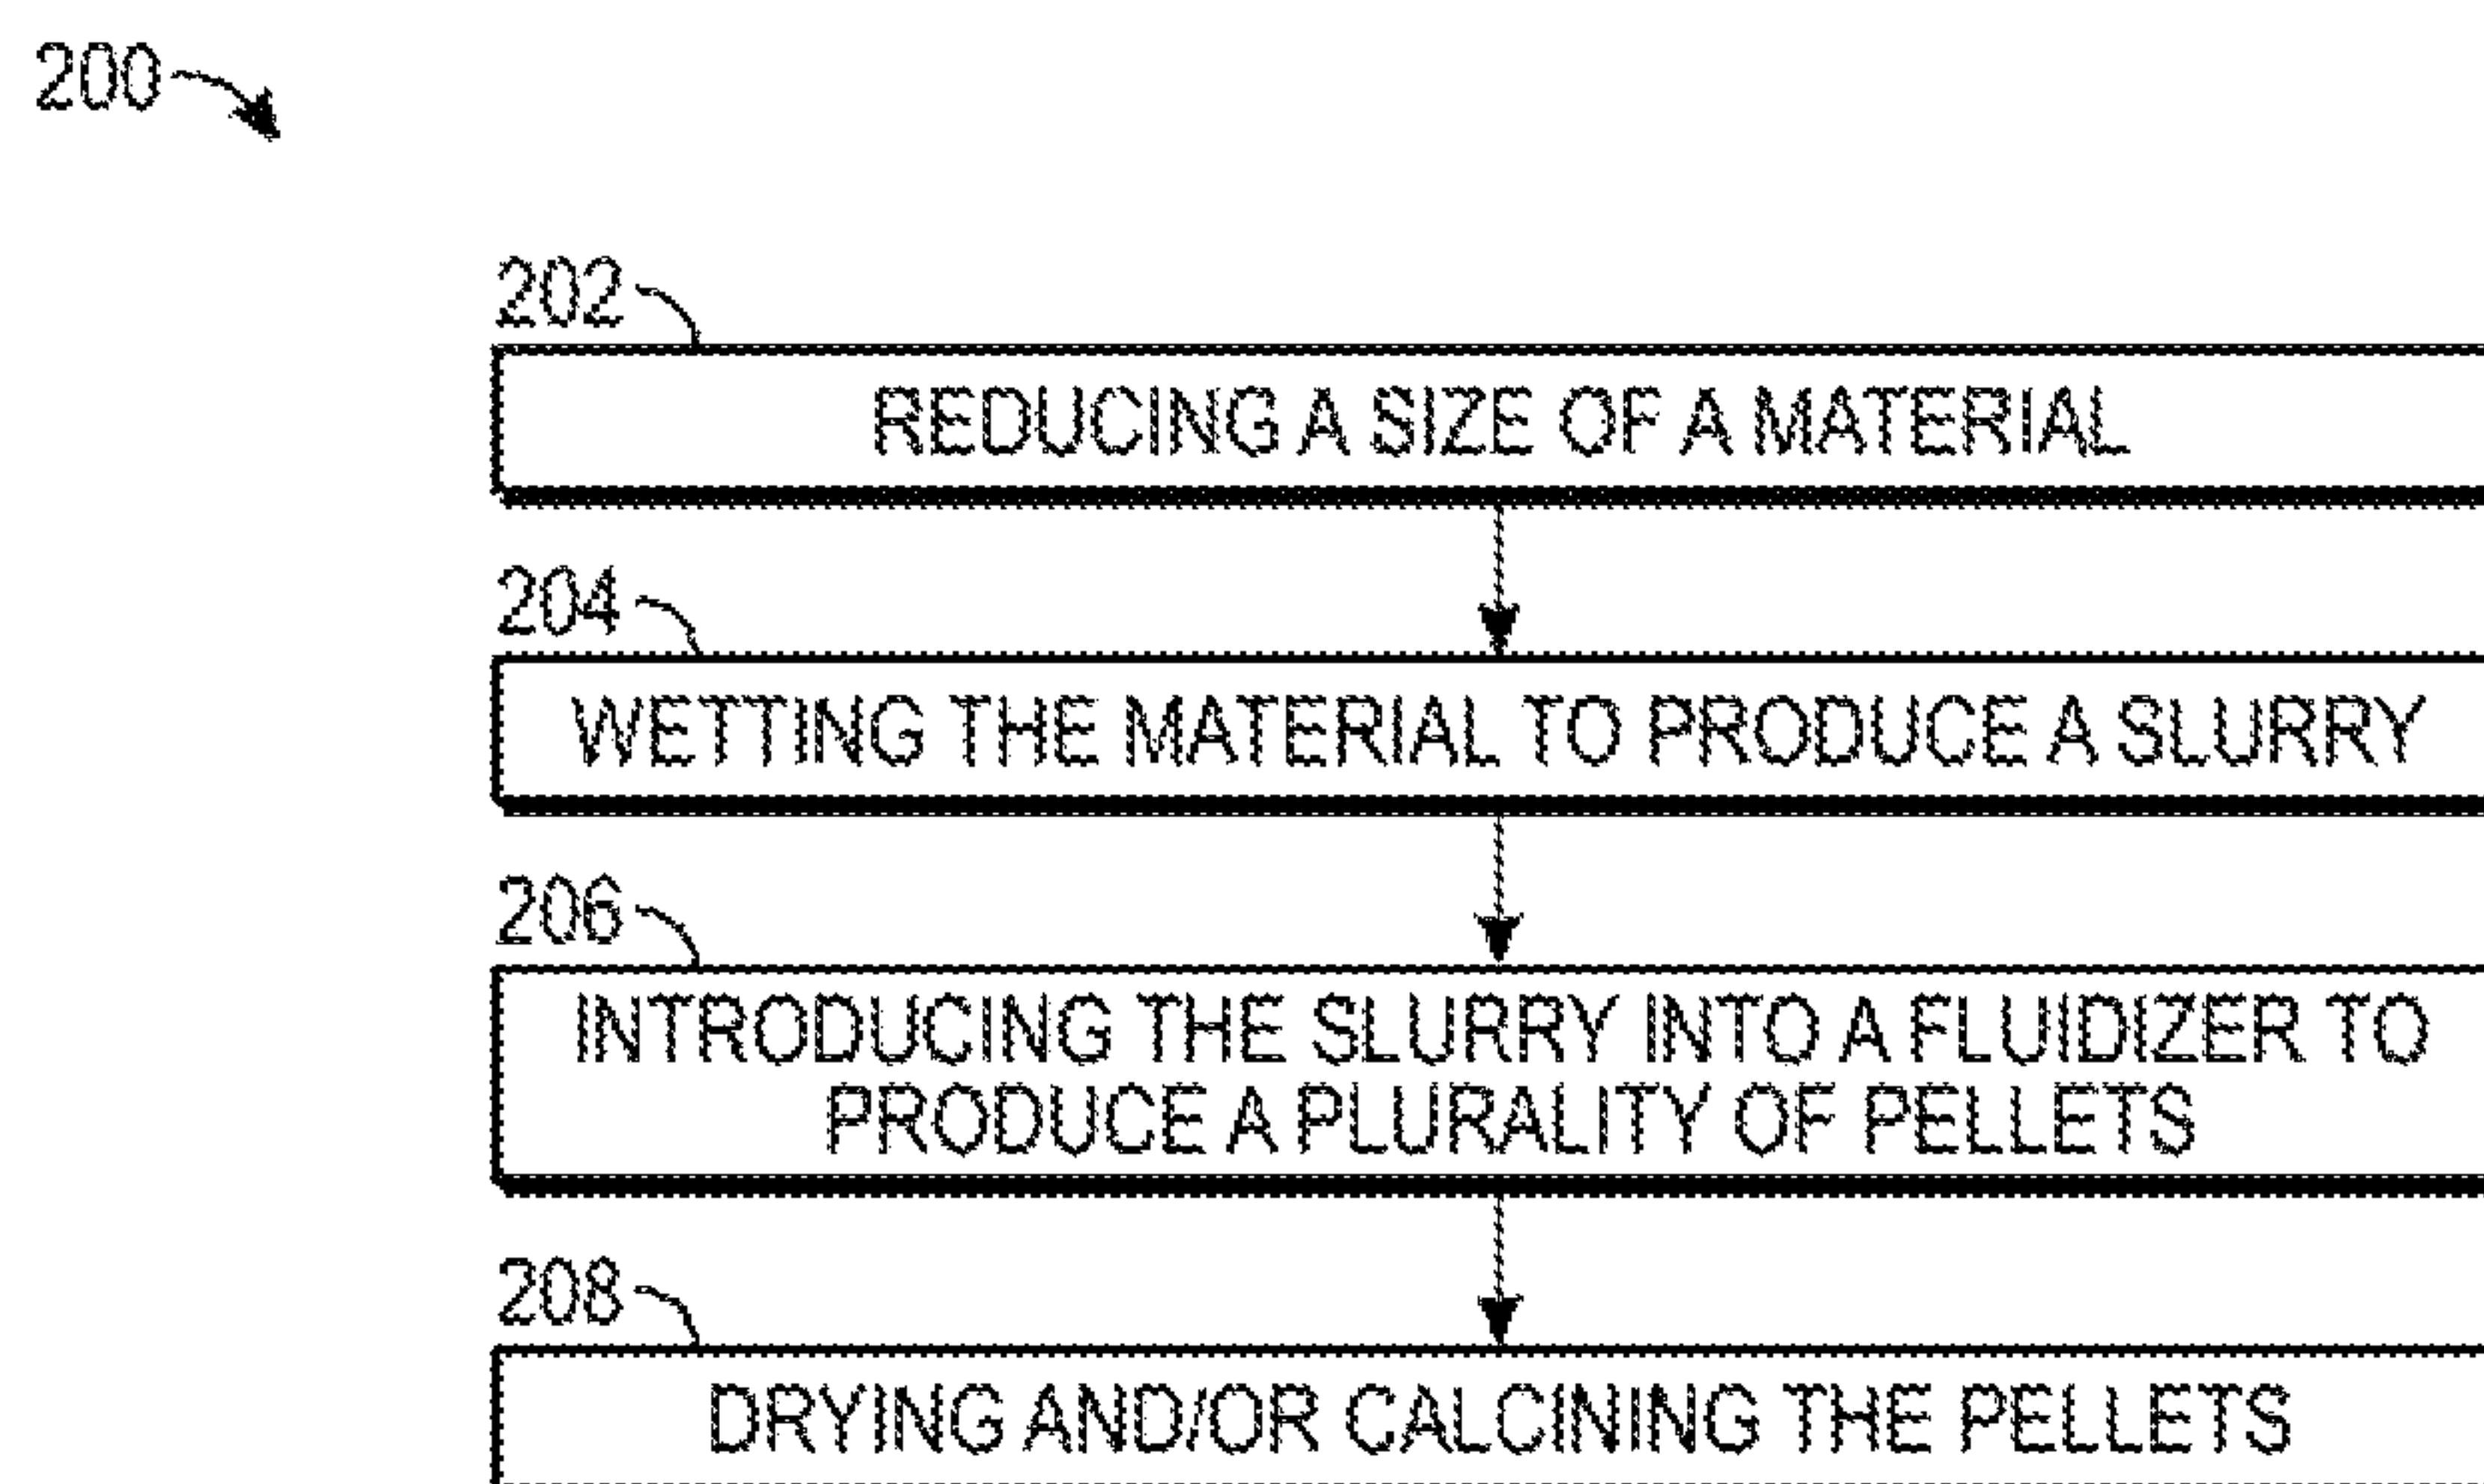 200
202
REDUCING A SIZE OF A MATERIAL
204
WETTING THE MATERIAL TO PRODUCE A SLURRY
206
INTRODUCING THE SLURRY INTO A FLUIDIZER TO
PRODUCE A PLURALITY OF PELLETS
208
DRYING AND/OR CALCINING THE PELLETS